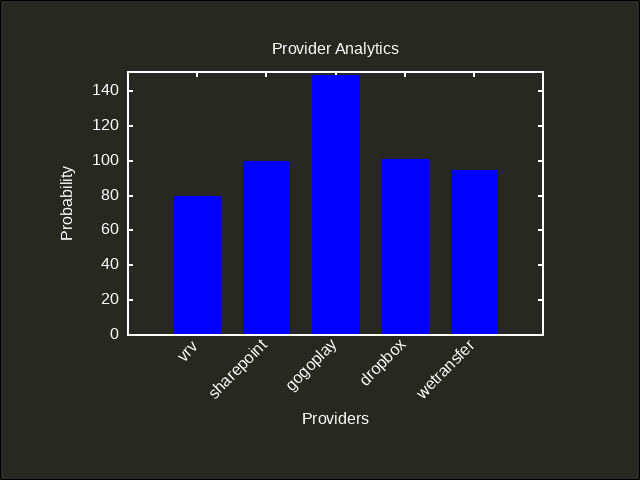 Provider Analytics
140
120
100
80
60
40
20
0
Probability
vrv
sharepoint
gogoplay
dropbox
wetransfer
Providers